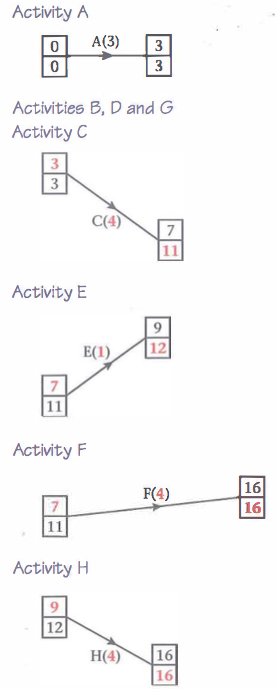 Activity A
0 A(3) 3
0 3
Activities B, D and G
Activity C
3
3
C(4)
7
11
Activity E
9
E(1) 12
7
11
Activity F
F(4) 16
7 16
11
Activity H
9
12
H(4) 16
16